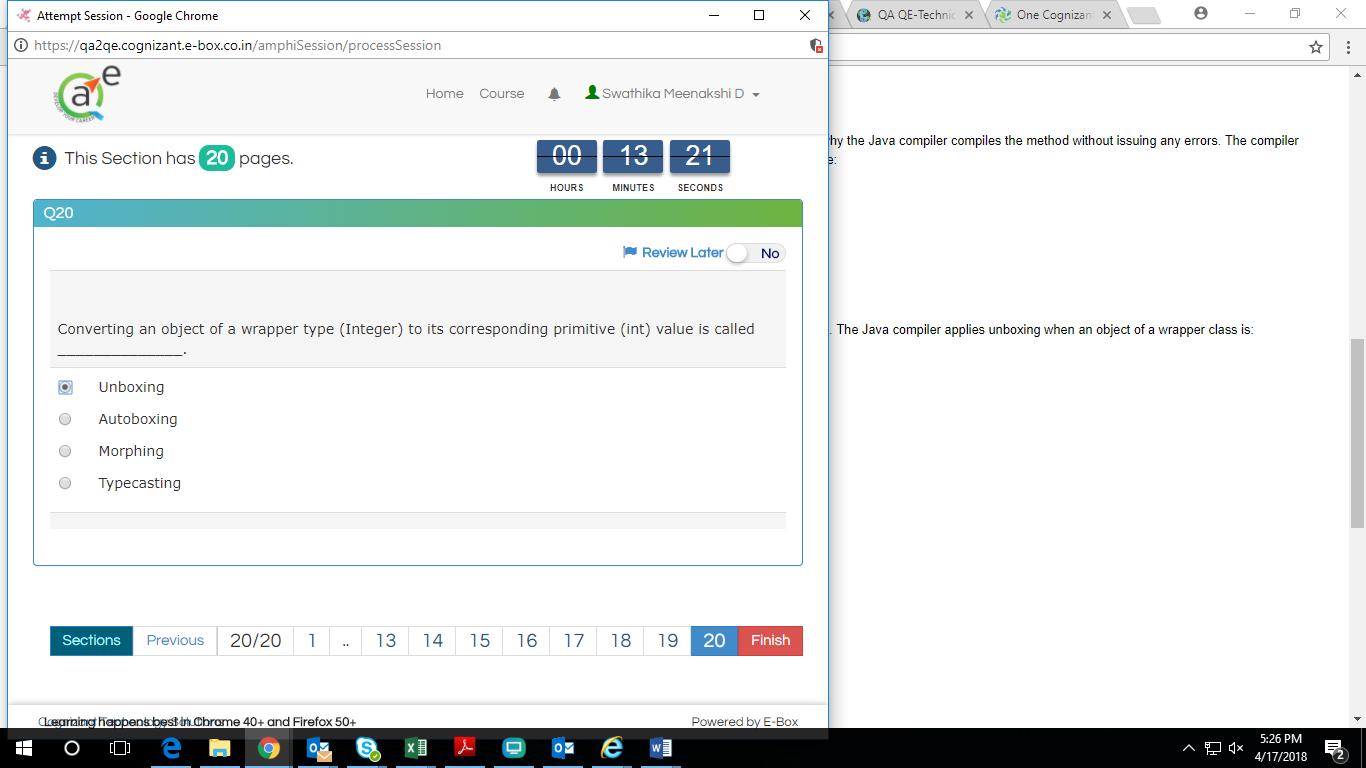 Attempt Session - Google Chrome
QA QE-Technic
One Cognizan
https://qa2qe.cognizant.e-box.co.in/amphiSession/processSession
a e
Home Course Swathika Meenakshi D
This Section has 20 pages.
00 13 21
HOURS MINUTES SECONDS
Q20
Review Later No
Converting an object of a wrapper type (Integer) to its corresponding primitive (int) value is called
______________.
Unboxing
Autoboxing
Morphing
Typecasting
Sections Previous 20/20 1 .. 13 14 15 16 17 18 19 20 Finish
Learning happens best in Chrome 40+ and Firefox 50+
Powered by E-Box
hy the Java compiler compiles the method without issuing any errors. The compiler
e:
. The Java compiler applies unboxing when an object of a wrapper class is:
5:26 PM
4/17/2018
2